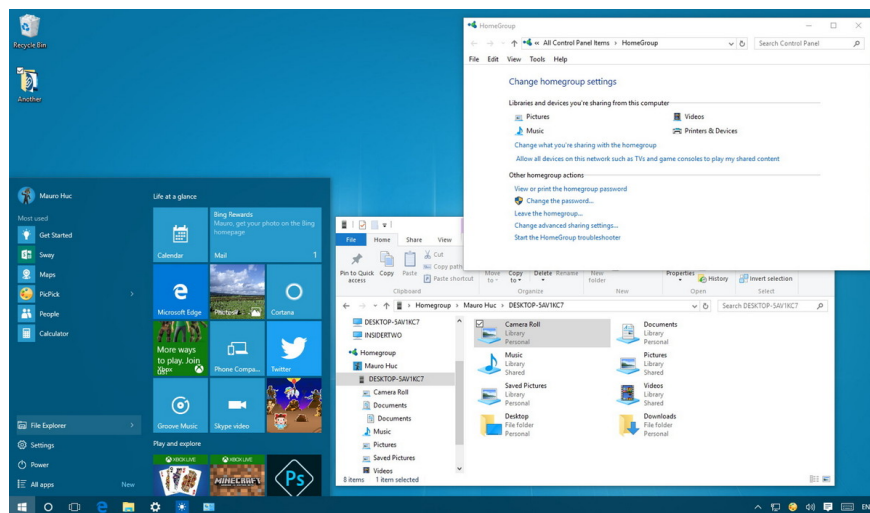 Recycle Bin
Another
HomeGroup
« All Control Panel Items › HomeGroup
Search Control Panel
File Edit View Tools Help
Change homegroup settings
Libraries and devices you're sharing from this computer
Pictures Videos
Music Printers & Devices
Change what you're sharing with the homegroup
Allow all devices on this network such as TVs and game consoles to play my shared content
Other homegroup actions
View or print the homegroup password
Change the password...
Leave the homegroup...
Change advanced sharing settings...
Start the HomeGroup troubleshooter
Mauro Huc
Most used
Get Started
Sway
Maps
PicPick
People
Calculator
File Explorer
Settings
Power
All apps New
Life at a glance
Calendar
Bing Rewards
Mauro, get your photo on the Bing
homepage
Mail 1
Microsoft Edge
Photos
Cortana
More ways
to play. Join
Xbox
Phone Compa...
Twitter
Groove Music
Skype video
Play and explore
XBOX LIVE
XBOX LIVE
MINECRAFT
Ps
File Home Share View
Pin to Quick
access
Copy
Paste
Cut
Copy path
Paste shortcut
Clipboard
Move
to
Copy
to
Delete
Rename
Organize
New
folder
New
Properties
History
Open
Invert selection
Select
Homegroup › Mauro Huc › DESKTOP-SAV1KC7
Search DESKTOP-SAV1KC7
DESKTOP-SAV1KC7
INSIDERTWO
Homegroup
Mauro Huc
DESKTOP-SAV1KC7
Camera Roll
Documents
Documents
Music
Pictures
Saved Pictures
Videos
Camera Roll
Library
Personal
Documents
Library
Personal
Music
Library
Shared
Pictures
Library
Shared
Saved Pictures
Library
Personal
Videos
Library
Shared
Desktop
File folder
Personal
Downloads
File folder
Personal
8 items 1 item selected
EN